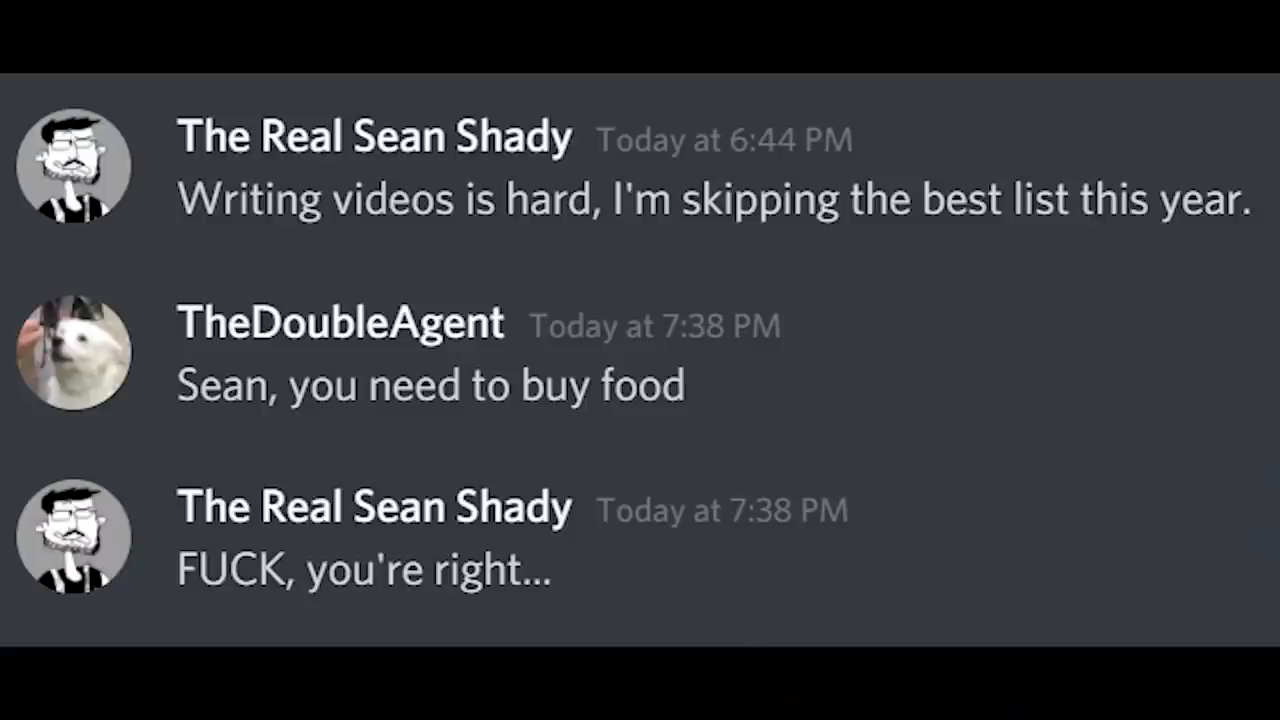 The Real Sean Shady Today at 6:44 PM
Writing videos is hard, I'm skipping the best list this year.
TheDoubleAgent Today at 7:38 PM
Sean, you need to buy food
The Real Sean Shady Today at 7:38 PM
FUCK, you're right...